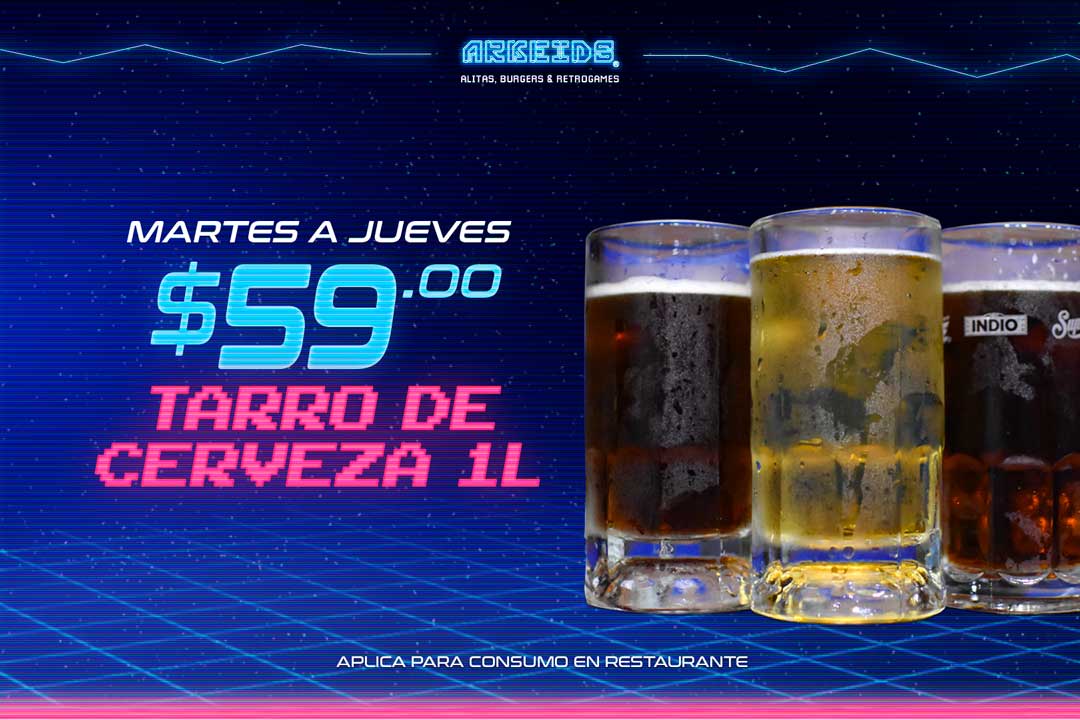 ARKEIDS®
ALITAS, BURGERS & RETROGAMES
MARTES A JUEVES
$59.00
TARRO DE
CERVEZA 1L
INDIO
APLICA PARA CONSUMO EN RESTAURANTE